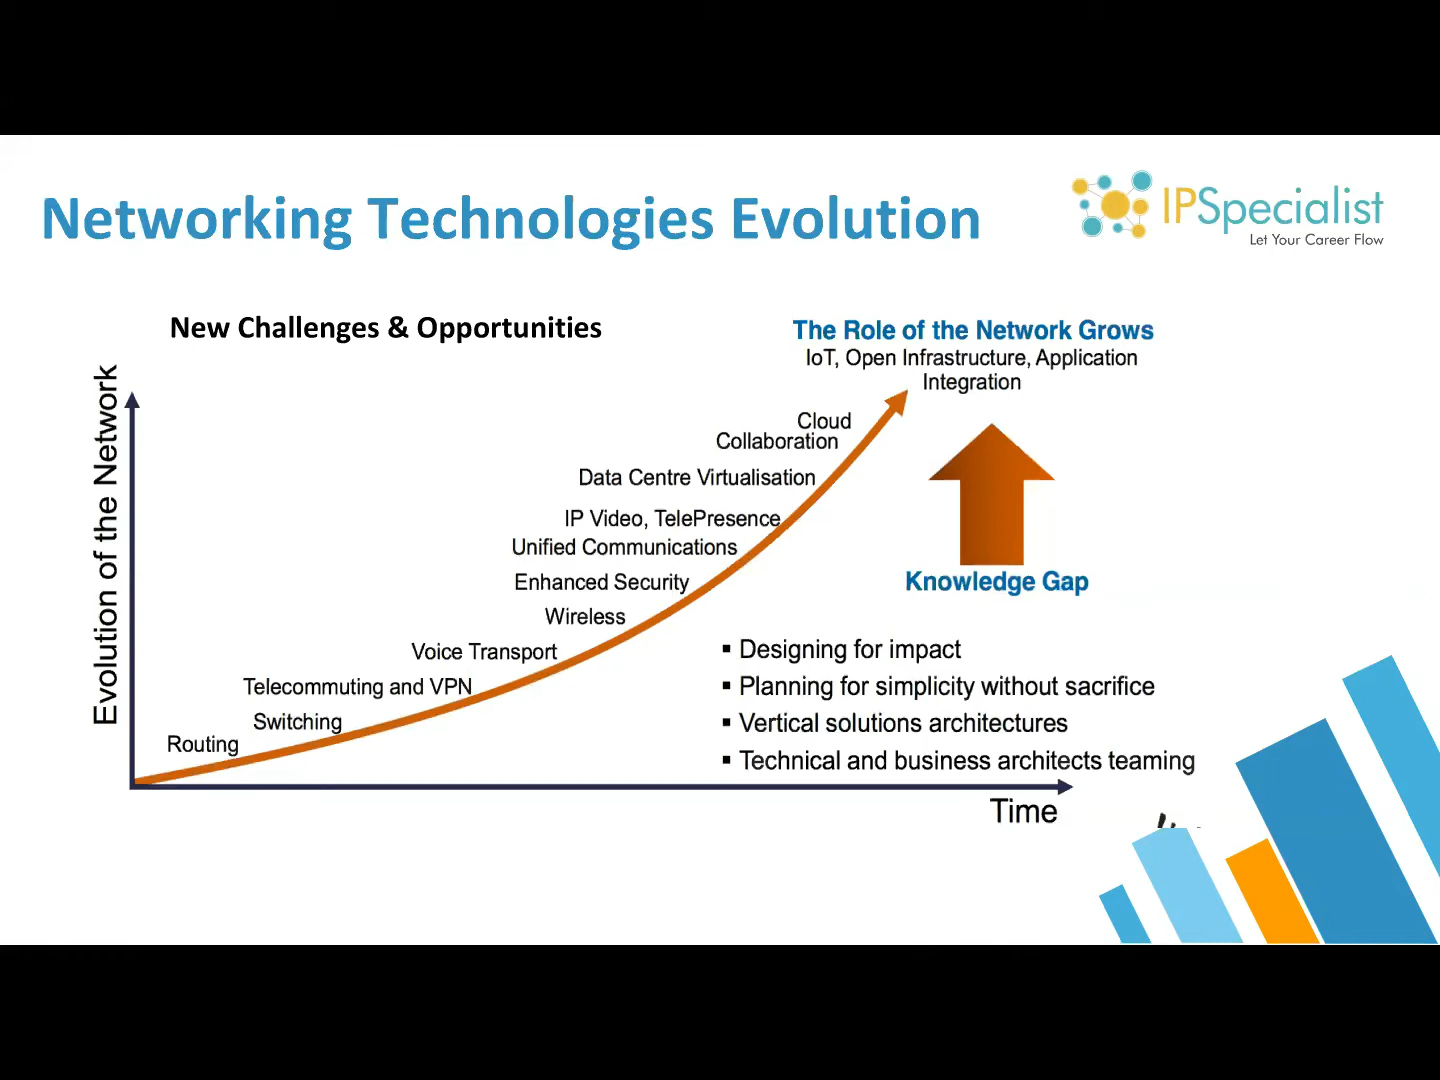 Networking Technologies Evolution
IPSpecialist
Let Your Career Flow
New Challenges & Opportunities
The Role of the Network Grows
IoT, Open Infrastructure, Application
Integration
Evolution of the Network
Cloud
Collaboration
Data Centre Virtualisation
IP Video, TelePresence
Unified Communications
Enhanced Security
Wireless
Voice Transport
Telecommuting and VPN
Switching
Routing
Knowledge Gap
▪ Designing for impact
▪ Planning for simplicity without sacrifice
▪ Vertical solutions architectures
▪ Technical and business architects teaming
Time